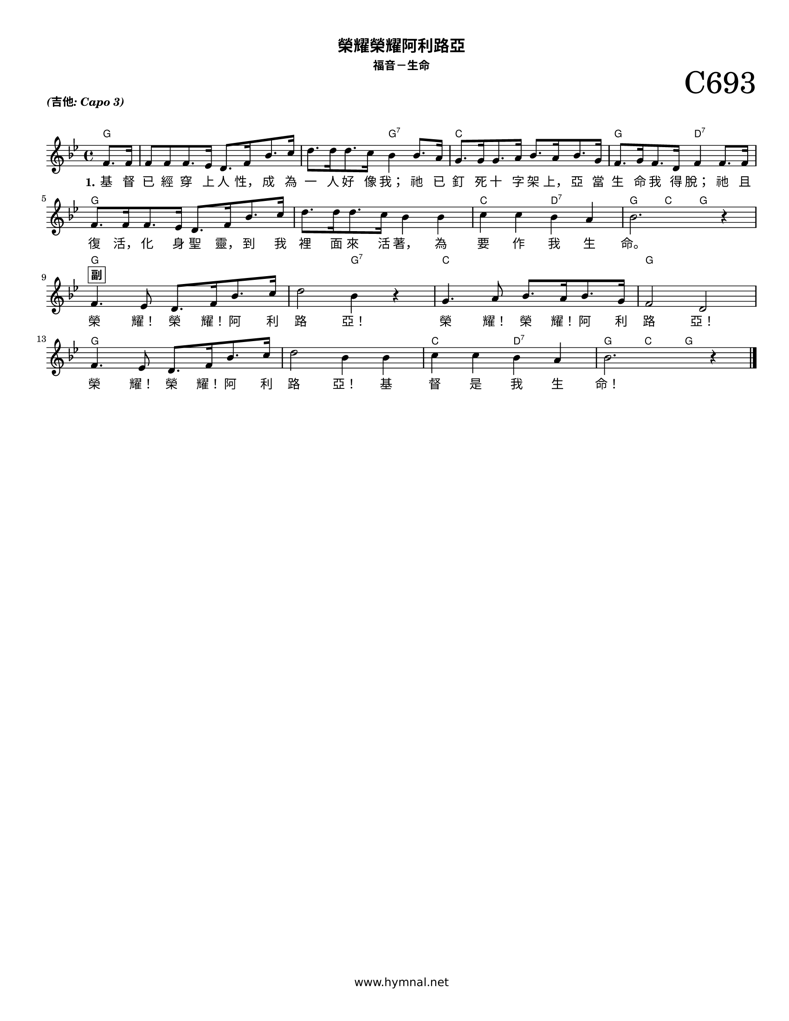 榮耀榮耀阿利路亞
福音－生命
C693
(吉他: Capo 3)
G G7 C G D7
1. 基 督 已 經 穿 上 人 性, 成 為 一 人 好 像 我； 祂 已 釘 死 十 字 架 上， 亞 當 生 命 我 得 脫； 祂 且
5
G C D7 G C G
復 活, 化 身 聖 靈, 到 我 裡 面 來 活 著, 為 要 作 我 生 命。
9
G G7 C G
副
榮 耀！ 榮 耀！ 阿 利 路 亞！ 榮 耀！ 榮 耀！ 阿 利 路 亞！
13
G C D7 G C G
榮 耀！ 榮 耀！ 阿 利 路 亞！ 基 督 是 我 生 命！
www.hymnal.net